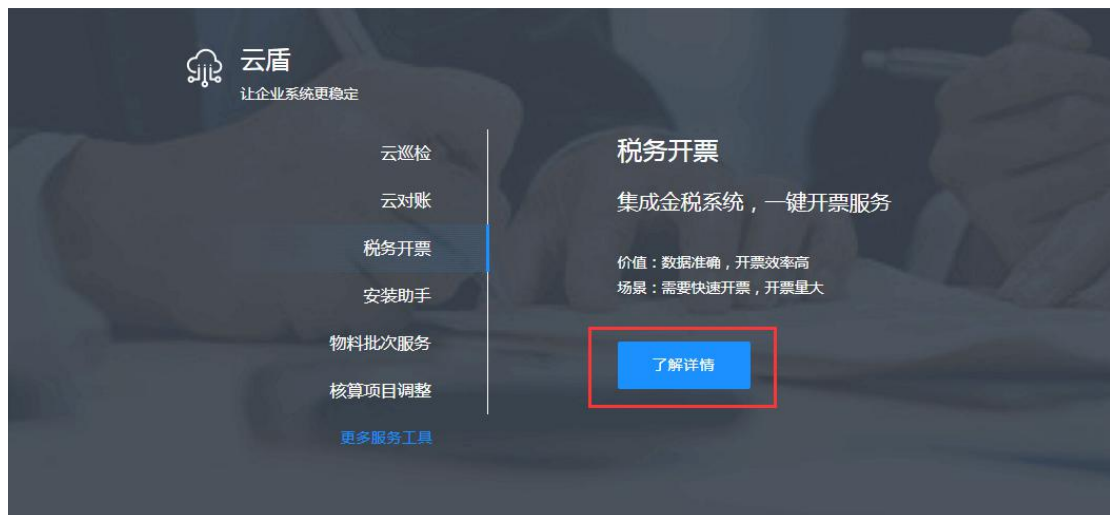 云盾
让企业系统更稳定
云巡检
云对账
税务开票
安装助手
物料批次服务
核算项目调整
更多服务工具
税务开票
集成金税系统，一键开票服务
价值：数据准确，开票效率高
场景：需要快速开票，开票量大
了解详情